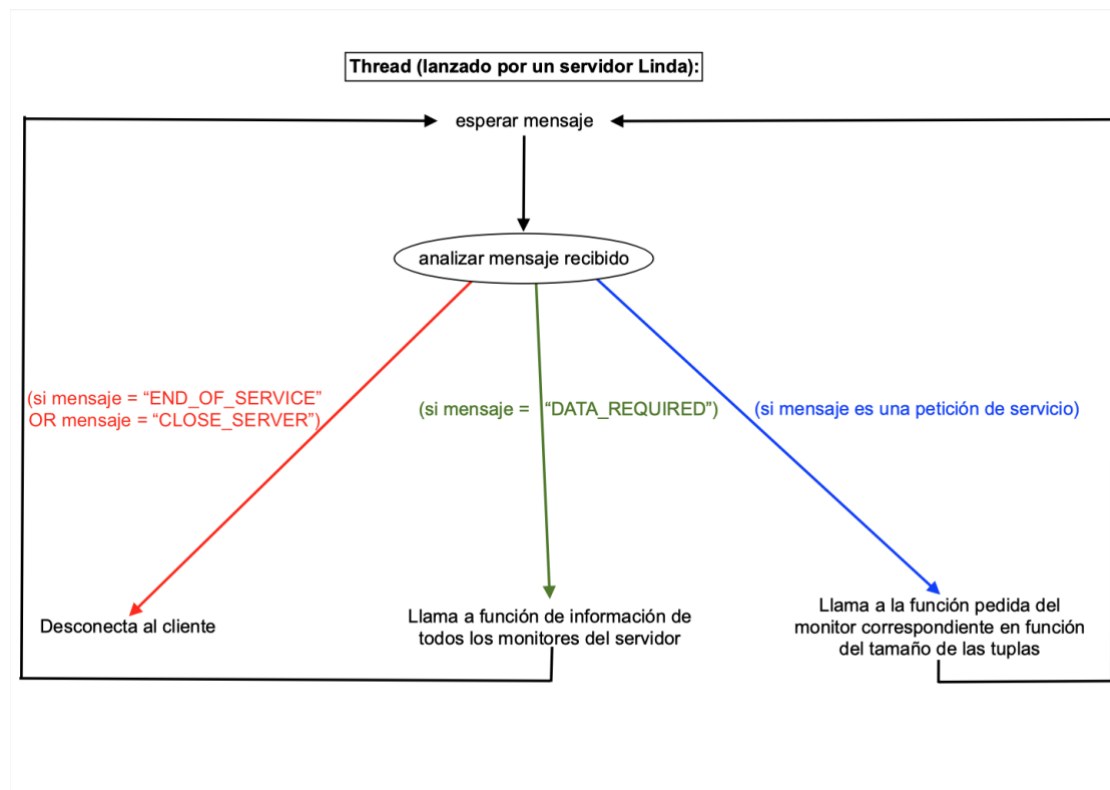 Thread (lanzado por un servidor Linda):
esperar mensaje
analizar mensaje recibido
(si mensaje = “END_OF_SERVICE”
OR mensaje = “CLOSE_SERVER”)
(si mensaje = “DATA_REQUIRED”)
(si mensaje es una petición de servicio)
Desconecta al cliente
Llama a función de información de
todos los monitores del servidor
Llama a la función pedida del
monitor correspondiente en función
del tamaño de las tuplas